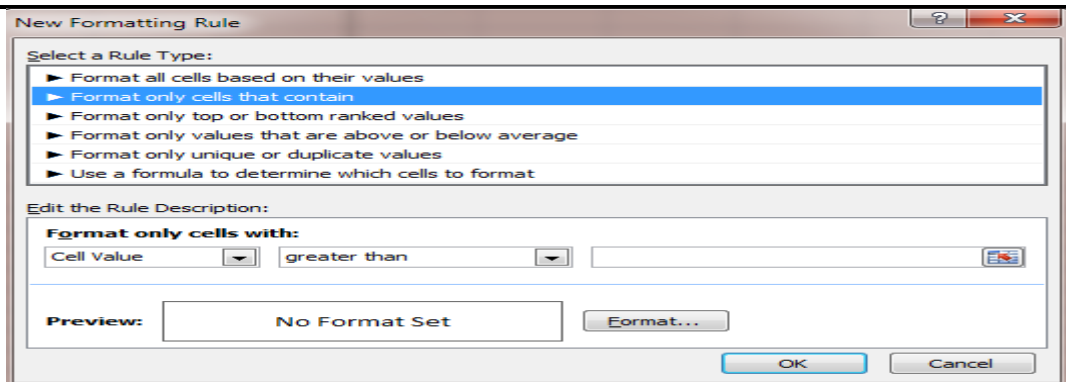 New Formatting Rule
Select a Rule Type:
► Format all cells based on their values
► Format only cells that contain
► Format only top or bottom ranked values
► Format only values that are above or below average
► Format only unique or duplicate values
► Use a formula to determine which cells to format
Edit the Rule Description:
Format only cells with:
Cell Value greater than
Preview: No Format Set Format...
OK Cancel